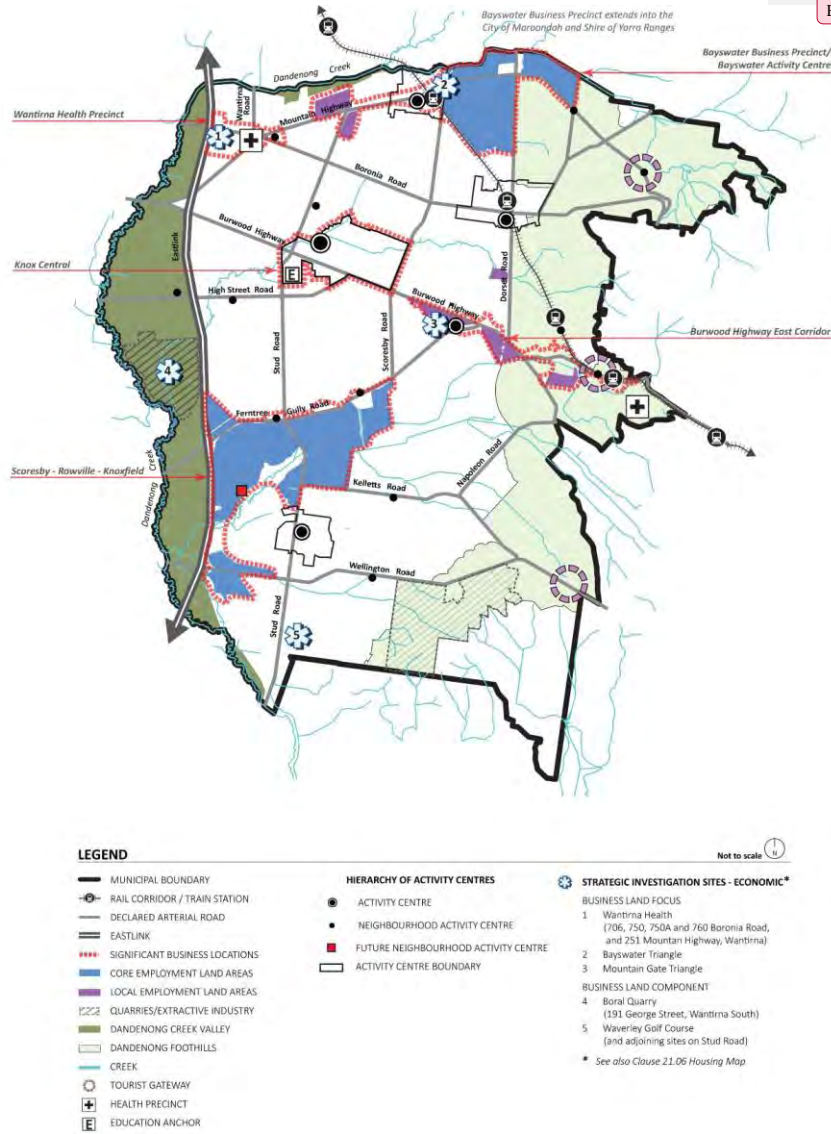 Bayswater Business Precinct extends into the
City of Maroondah and Shire of Yarra Ranges
Bayswater Business Precinct/
Bayswater Activity Centre
Dandenong Creek
Wantirna Health Precinct
Wantirna
Road
Mountain Highway
2
1
Boronia Road
Burwood Highway
Eastlink
Knox Central
E
High Street Road
Burwood Highway
Dorset Road
3
Burwood Highway East Corridor
Stud Road
Scoresby Road
4
Ferntree Gully Road
Napoleon Road
Scoresby - Rowville - Knoxfield
Dandenong Creek
Kelletts Road
Wellington Road
Stud Road
5
LEGEND
Not to scale
N
MUNICIPAL BOUNDARY
RAIL CORRIDOR / TRAIN STATION
DECLARED ARTERIAL ROAD
EASTLINK
SIGNIFICANT BUSINESS LOCATIONS
CORE EMPLOYMENT LAND AREAS
LOCAL EMPLOYMENT LAND AREAS
QUARRIES/EXTRACTIVE INDUSTRY
DANDENONG CREEK VALLEY
DANDENONG FOOTHILLS
CREEK
TOURIST GATEWAY
HEALTH PRECINCT
E EDUCATION ANCHOR
HIERARCHY OF ACTIVITY CENTRES
ACTIVITY CENTRE
NEIGHBOURHOOD ACTIVITY CENTRE
FUTURE NEIGHBOURHOOD ACTIVITY CENTRE
ACTIVITY CENTRE BOUNDARY
STRATEGIC INVESTIGATION SITES - ECONOMIC*
BUSINESS LAND FOCUS
1 Wantirna Health
(706, 750, 750A and 760 Boronia Road,
and 251 Mountan Highway, Wantirna)
2 Bayswater Triangle
3 Mountain Gate Triangle
BUSINESS LAND COMPONENT
4 Boral Quarry
(191 George Street, Wantirna South)
5 Waverley Golf Course
(and adjoining sites on Stud Road)
* See also Clause 21.06 Housing Map